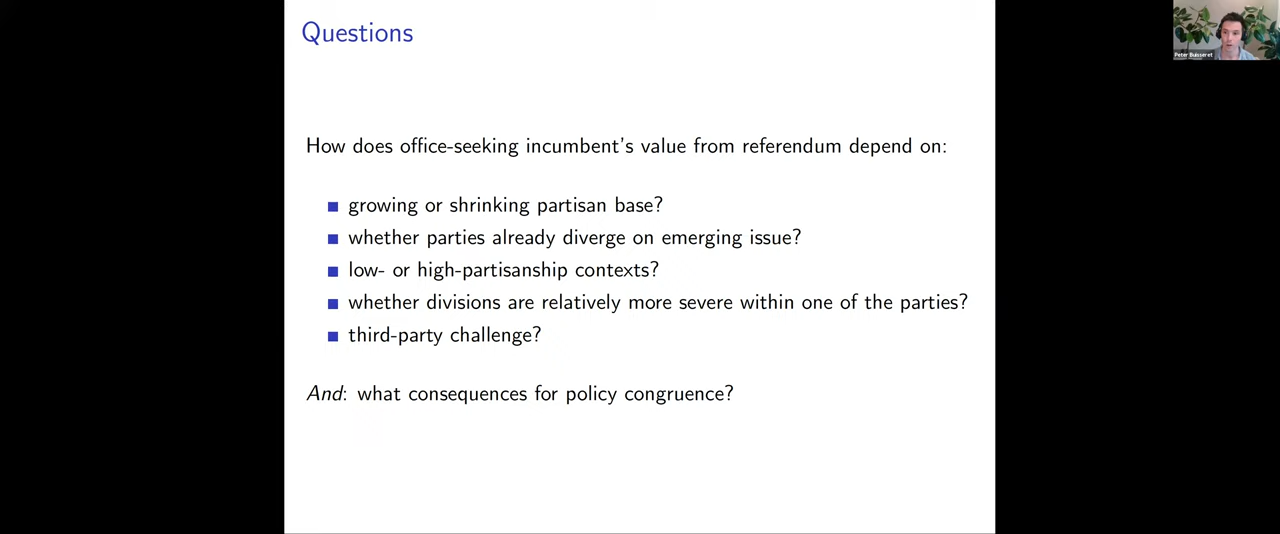 Questions
Peter Buisseret
How does office-seeking incumbent's value from referendum depend on:
growing or shrinking partisan base?
whether parties already diverge on emerging issue?
low- or high-partisanship contexts?
whether divisions are relatively more severe within one of the parties?
third-party challenge?
And: what consequences for policy congruence?